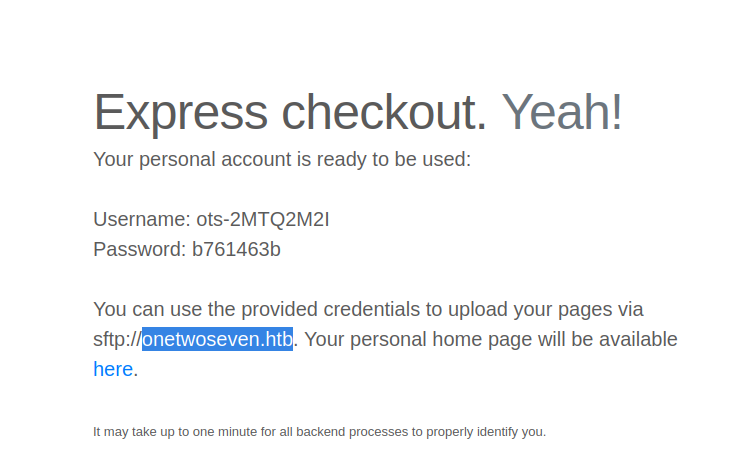 Express checkout. Yeah!
Your personal account is ready to be used:
Username: ots-2MTQ2M2I
Password: b761463b
You can use the provided credentials to upload your pages via
sftp://onetwoseven.htb. Your personal home page will be available
here.
It may take up to one minute for all backend processes to properly identify you.